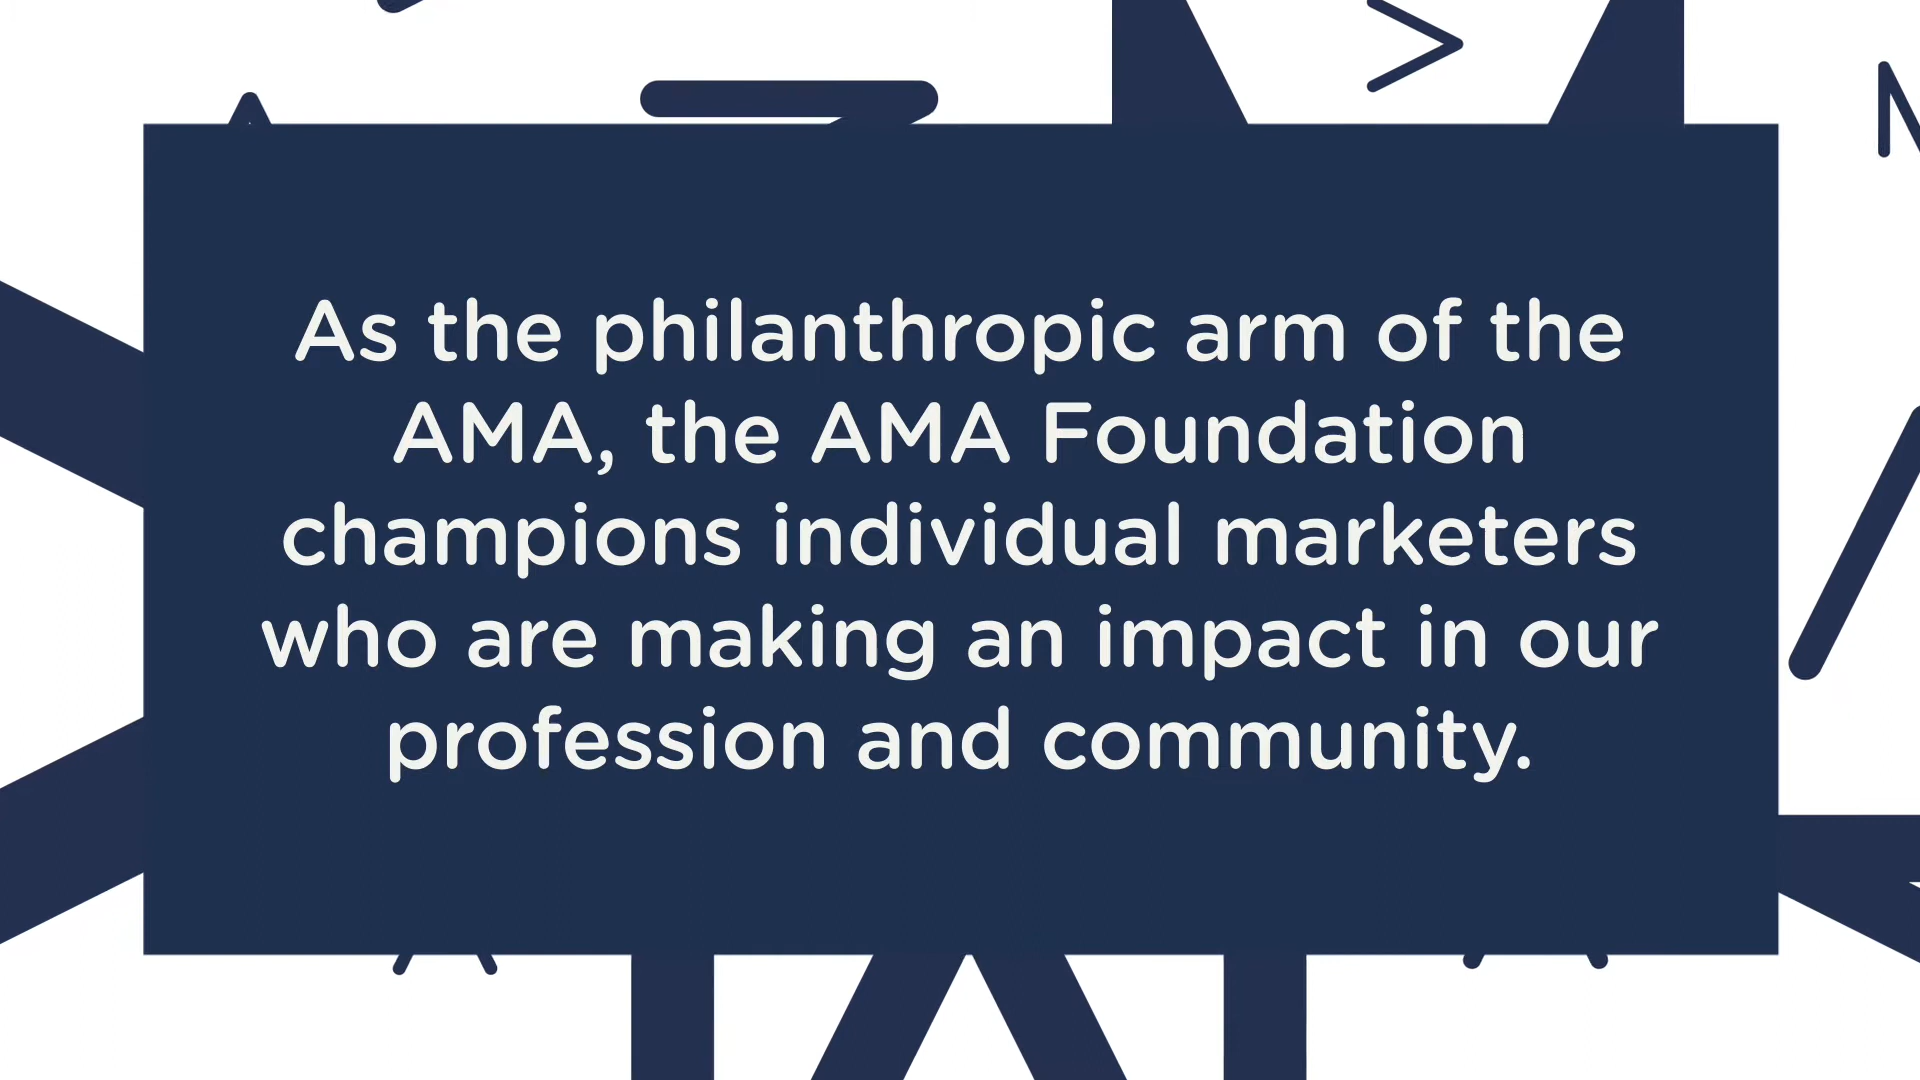 As the philanthropic arm of the
AMA, the AMA Foundation
champions individual marketers
who are making an impact in our
profession and community.